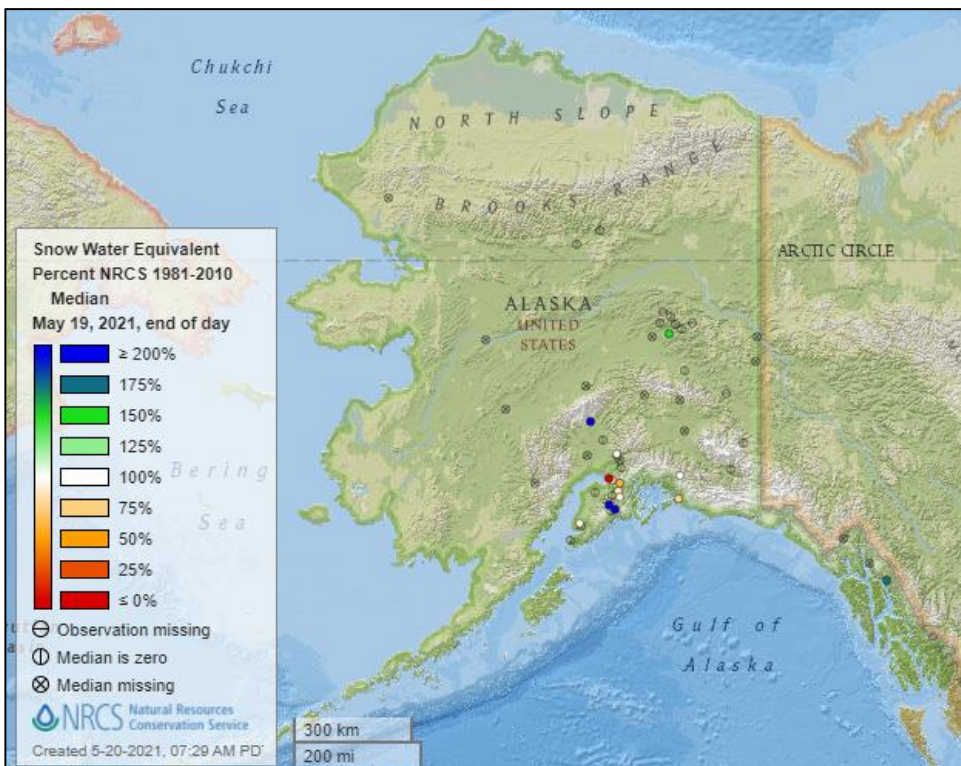 Chukchi
Sea
NORTH SLOPE
BROOKS RANGE
ARCTIC CIRCLE
ALASKA
UNITED
STATES
Bering
Sea
Gulf of
Alaska
Snow Water Equivalent
Percent NRCS 1981-2010
Median
May 19, 2021, end of day
≥ 200%
175%
150%
125%
100%
75%
50%
25%
≤ 0%
Observation missing
Median is zero
Median missing
NRCS Natural Resources
Conservation Service
Created 5-20-2021, 07:29 AM PD
300 km
200 mi